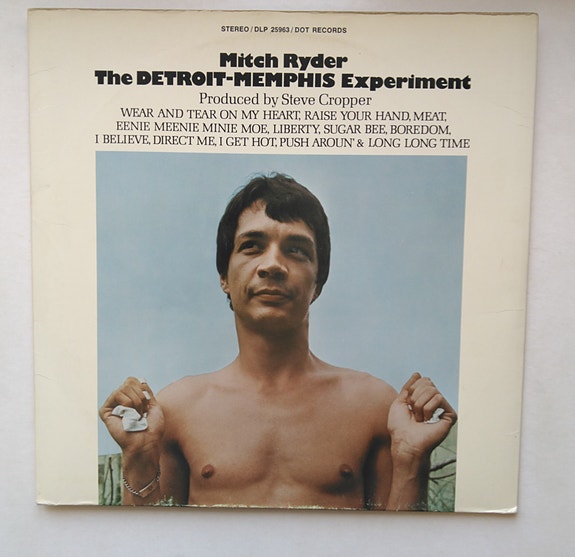 STEREO/DLP 25963/DOT RECORDS
Mitch Ryder
The DETROIT-MEMPHIS Experiment
Produced by Steve Cropper
WEAR AND TEAR ON MY HEART, RAISE YOUR HAND, MEAT,
EENIE MEENIE MINIE MOE, LIBERTY, SUGAR BEE, BOREDOM,
I BELIEVE, DIRECT ME, I GET HOT, PUSH AROUN' & LONG LONG TIME